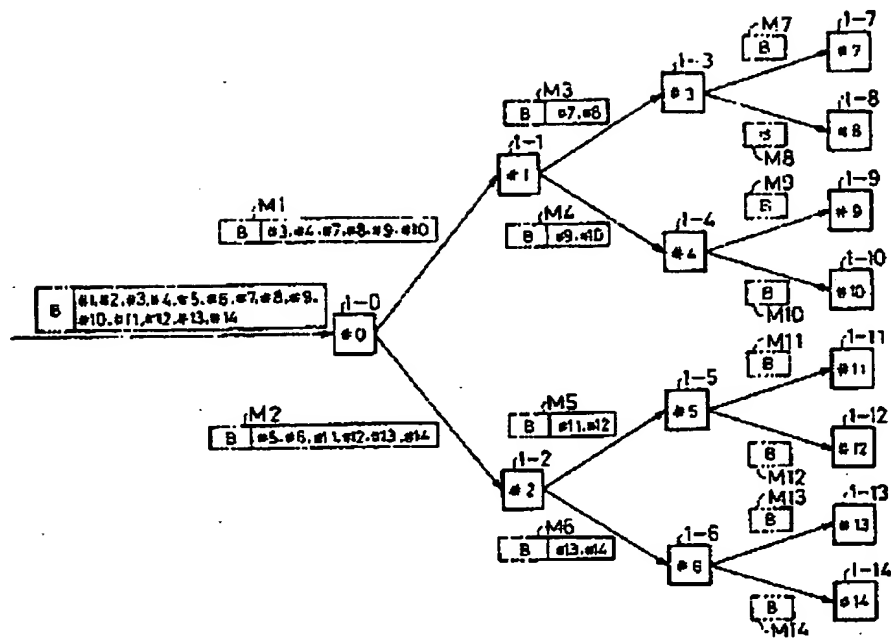 M7
1-7
B
#7
1-3
M3
#3
1-8
B
#7,#8
#8
B
M8
1-1
M9
1-9
#1
B
#9
M1
M4
1-4
B
#3,#4,#7,#8,#9,#10
B
#9,#10
#4
1-10
B
#10
M10
B
#1,#2,#3,#4,#5,#6,#7,#8,#9,
#10,#11,#12,#13,#14
1-0
#0
M11
1-11
B
#11
1-5
M2
M5
#5
1-12
B
#5,#6,#11,#12,#13,#14
B
#11,#12
B
#12
M12
1-2
M13
1-13
#2
B
#13
M6
1-6
B
#13,#14
#6
1-14
B
#14
M14